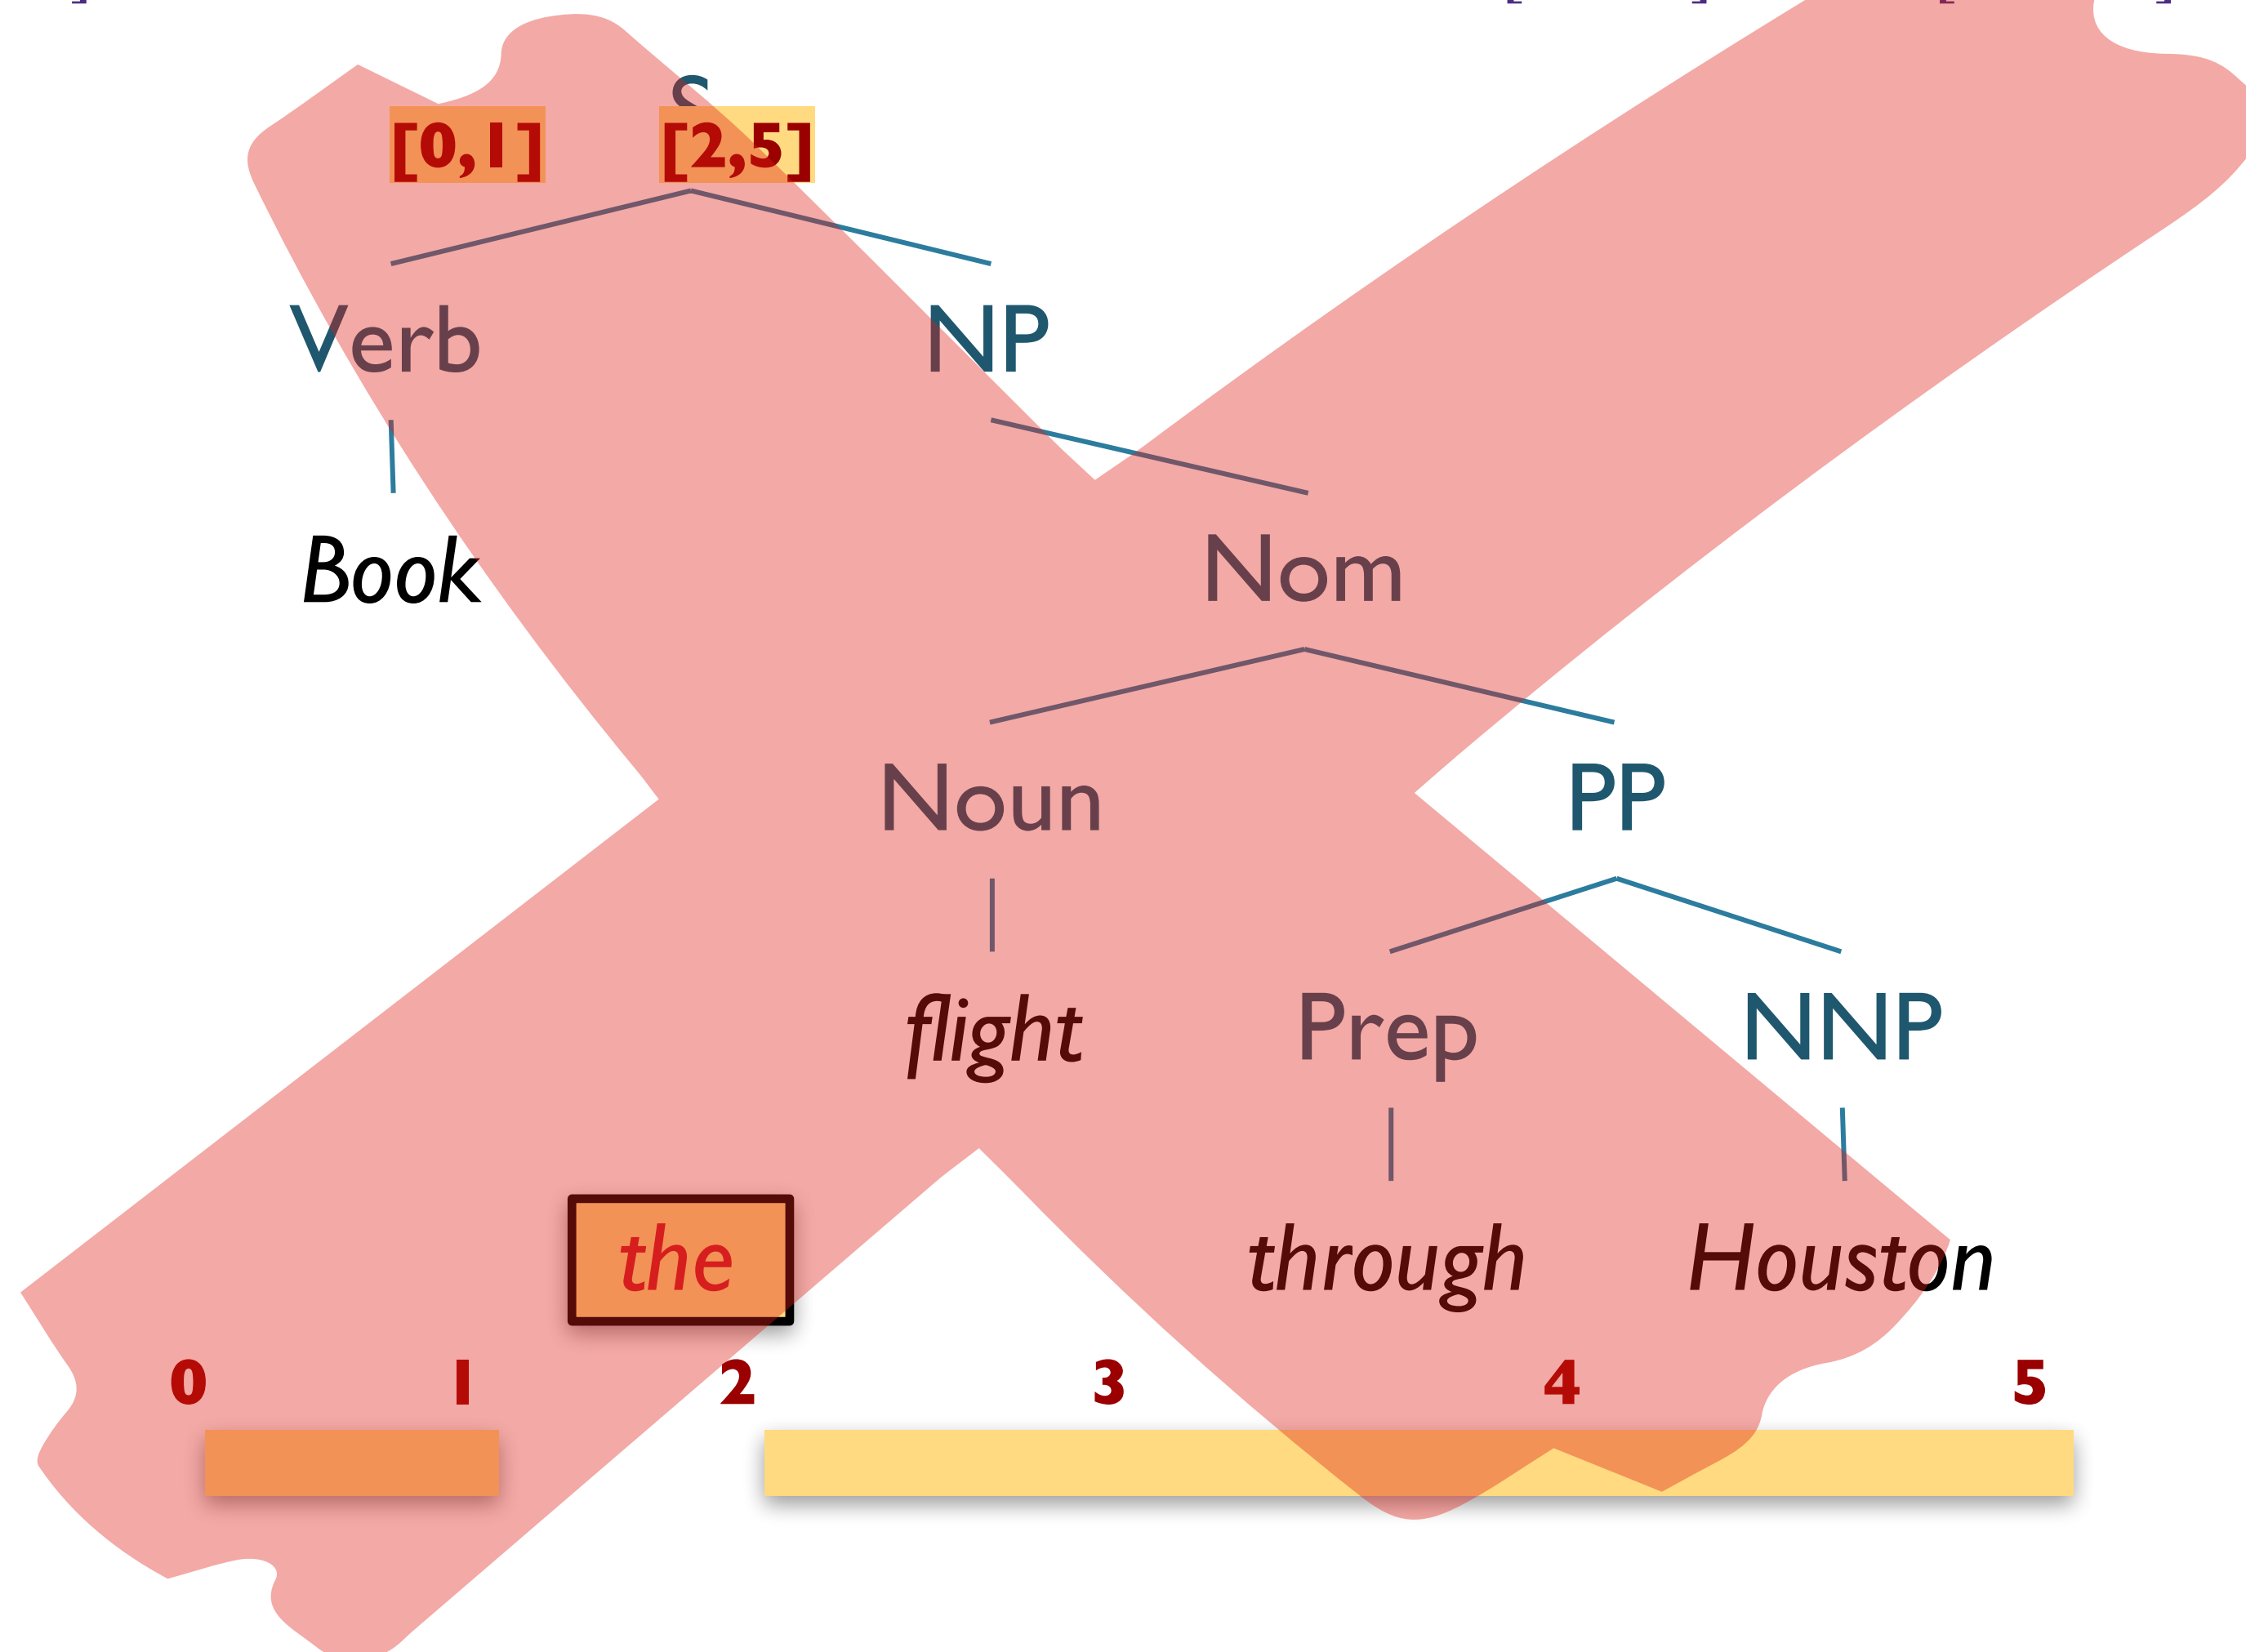 S
[0,1] [2,5]
Verb NP
Book Nom
Noun PP
flight Prep NNP
the through Houston
0 1 2 3 4 5